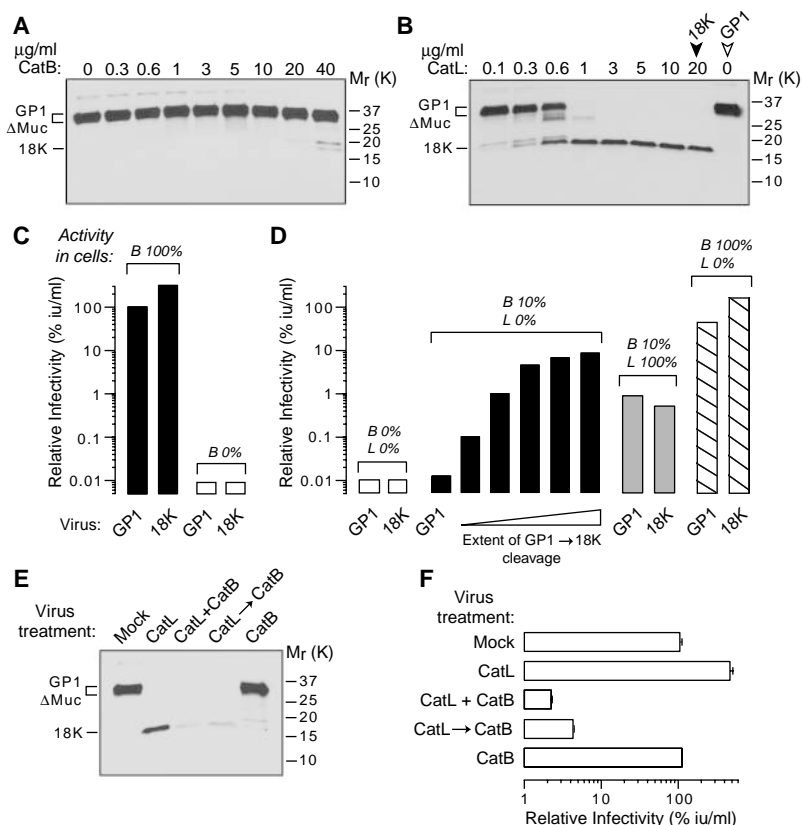 A
µg/ml
CatB: 0 0.3 0.6 1 3 5 10 20 40
Mr (K)
GP1
ΔMuc
18K
37
25
20
15
10
B
µg/ml
CatL: 0.1 0.3 0.6 1 3 5 10 20 0
18K
GP1
Mr (K)
GP1
ΔMuc
18K
37
25
20
15
10
C
Activity
in cells:
B 100%
B 0%
Relative Infectivity (% iu/ml)
100
10
1
0.1
0.01
Virus: GP1 18K GP1 18K
D
Relative Infectivity (% iu/ml)
100
10
1
0.1
0.01
B 0%
L 0%
B 10%
L 0%
B 10%
L 100%
B 100%
L 0%
GP1 18K GP1 GP1 18K GP1 18K
Extent of GP1 → 18K
cleavage
E
Virus
treatment:
Mock CatL CatL+CatB CatL → CatB CatB
Mr (K)
GP1
ΔMuc
18K
37
25
20
15
10
F
Virus
treatment:
Mock
CatL
CatL + CatB
CatL → CatB
CatB
1 10 100
Relative Infectivity (% iu/ml)